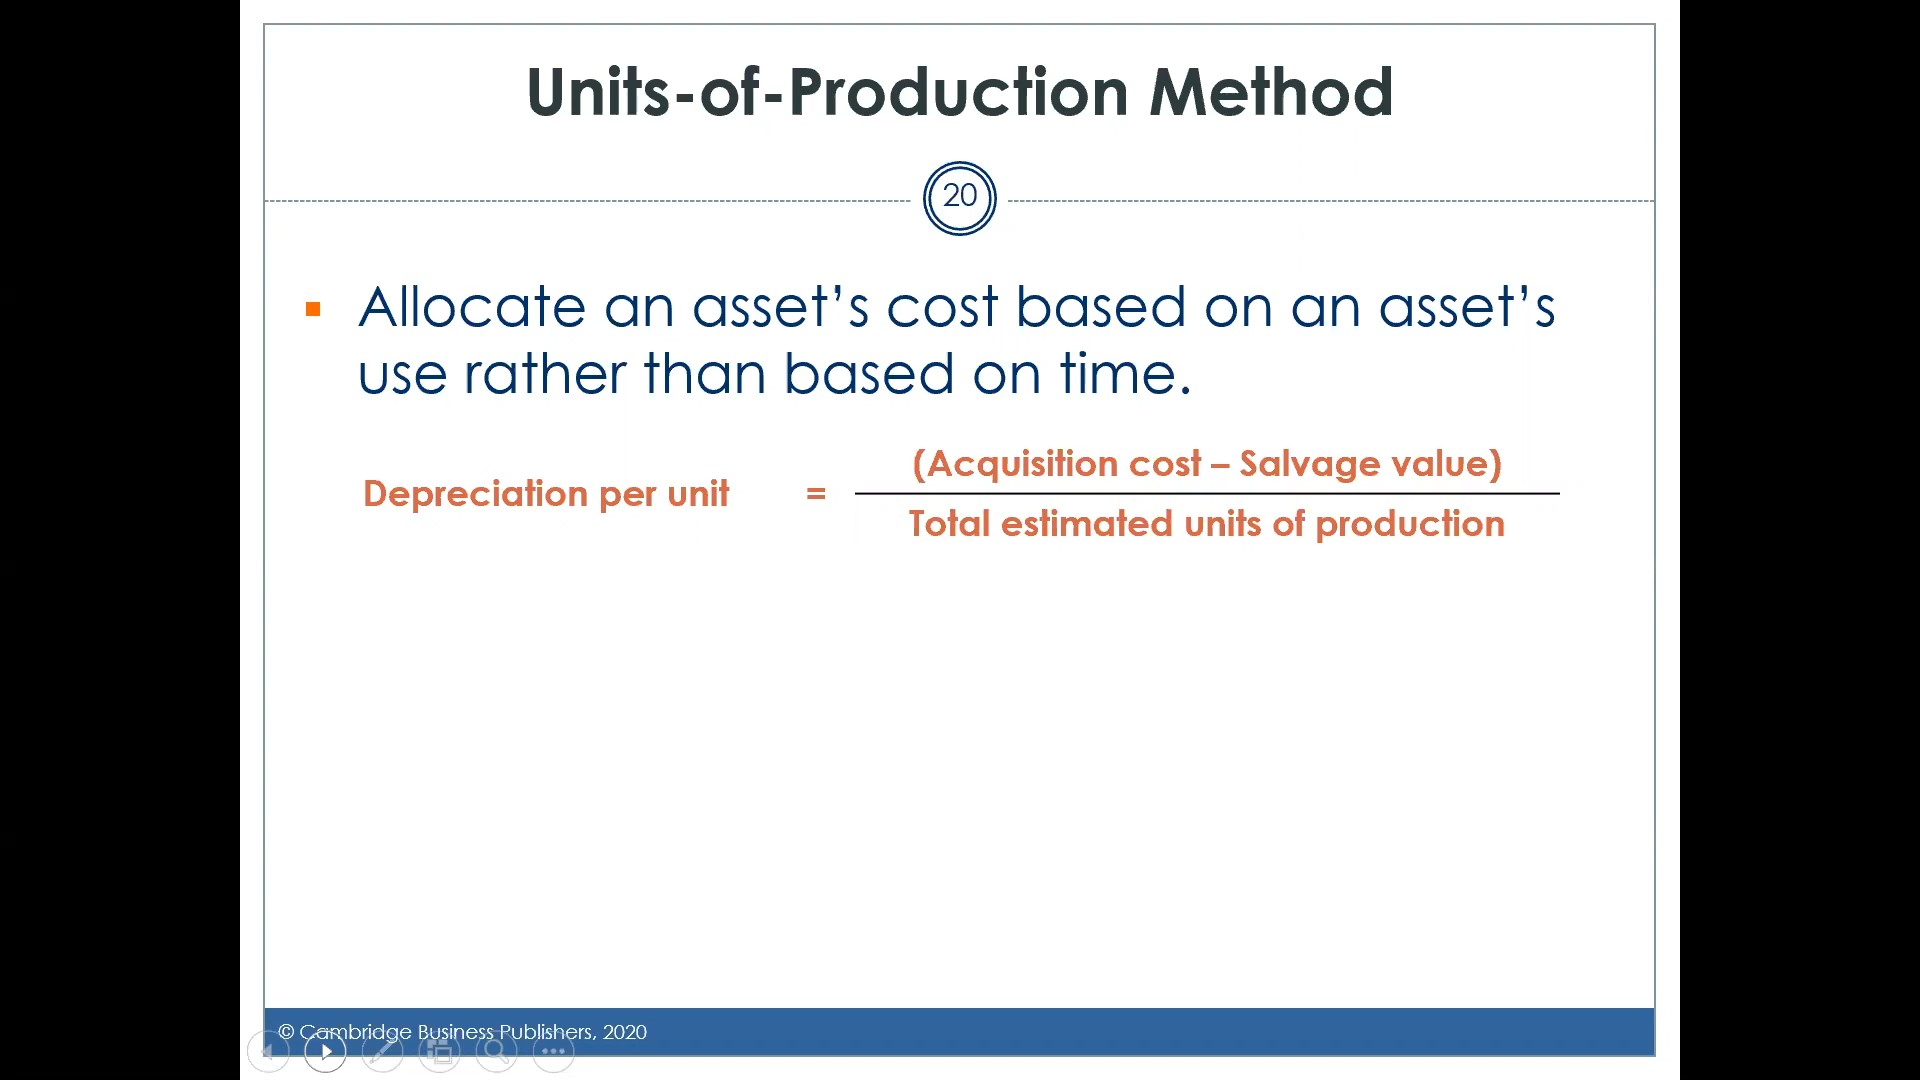 Units-of-Production Method
20
▪ Allocate an asset’s cost based on an asset’s
use rather than based on time.
(Acquisition cost – Salvage value)
Depreciation per unit =
Total estimated units of production
© Cambridge Business Publishers, 2020